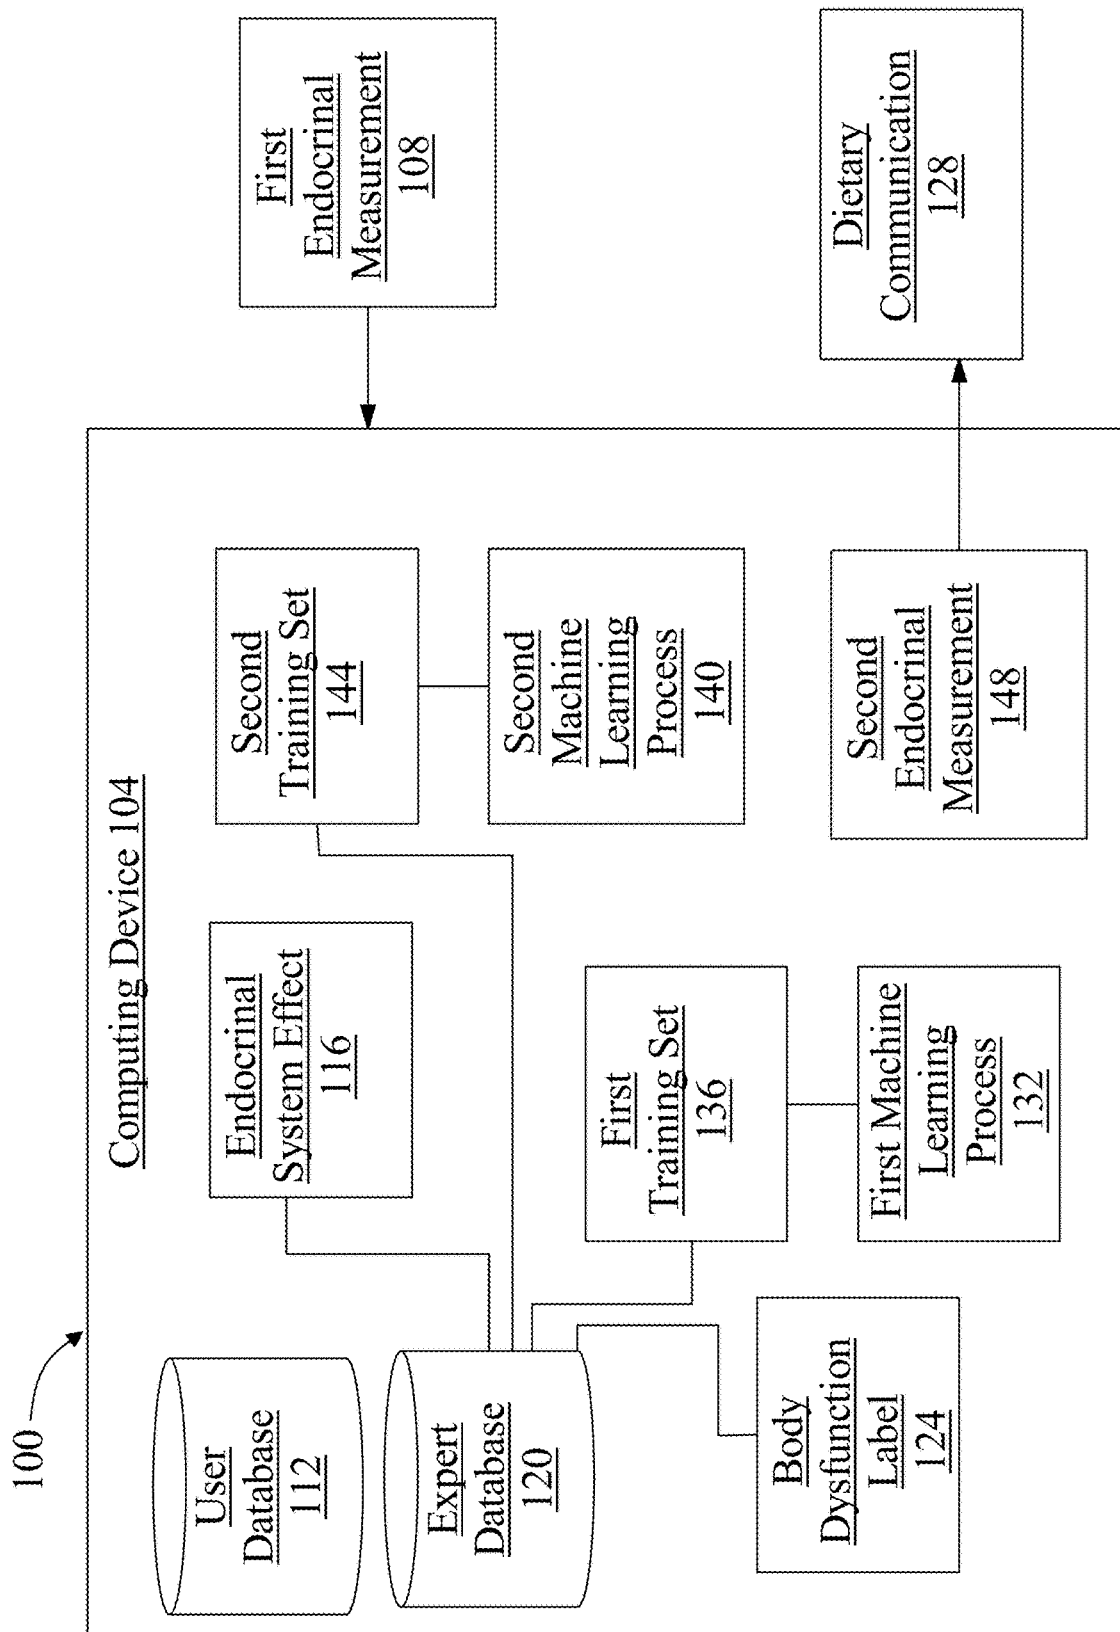 100
Computing Device 104
User
Database
112
Endocrinal
System Effect
116
Second
Training Set
144
First
Endocrinal
Measurement
108
Expert
Database
120
Second
Machine
Learning
Process
140
First
Training Set
136
Body
Dysfunction
Label
124
First Machine
Learning
Process
132
Second
Endocrinal
Measurement
148
Dietary
Communication
128